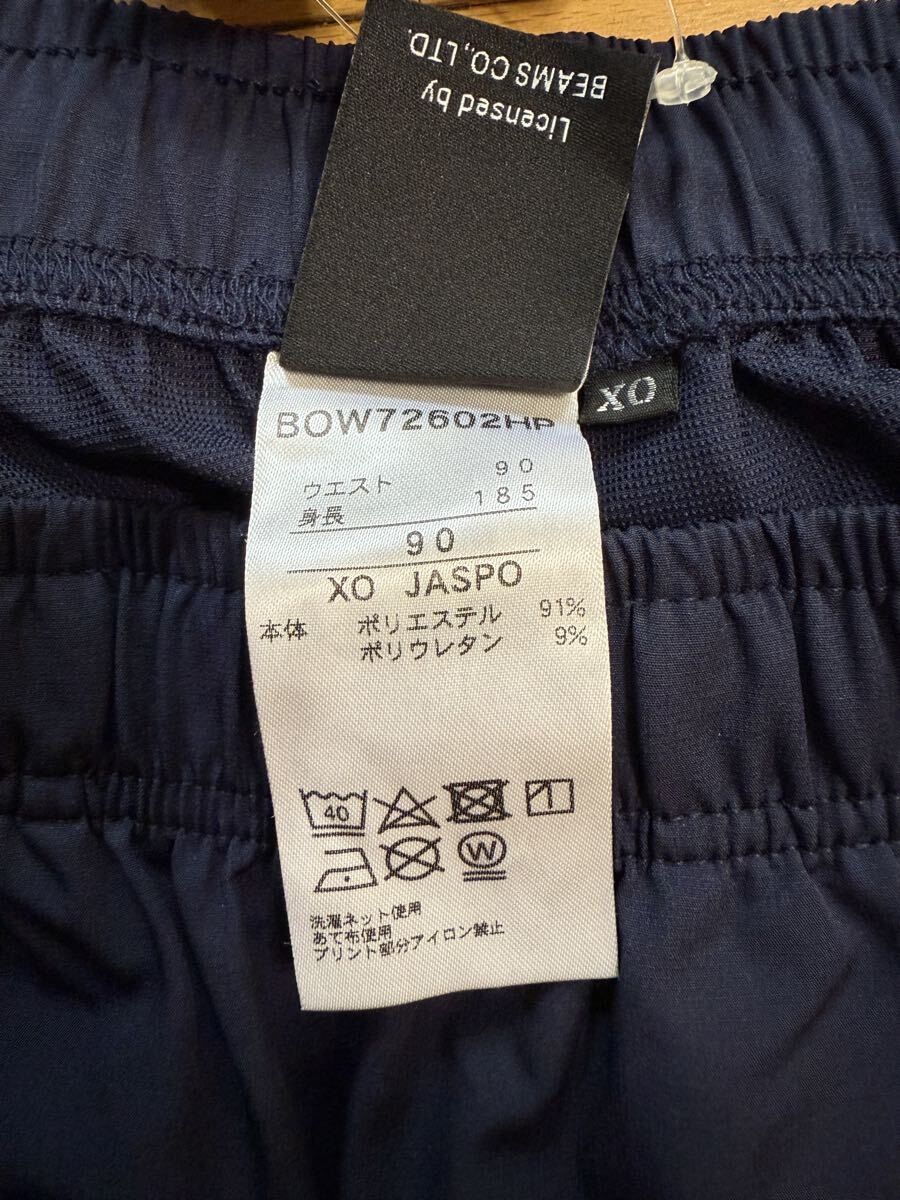 Licensed by
BEAMS CO.,LTD.
XO
BOW72602HP
ウエスト 90
身長 185
90
XO JASPO
本体 ポリエステル 91%
ポリウレタン 9%
40
W
洗濯ネット使用
あて布使用
プリント部分アイロン禁止